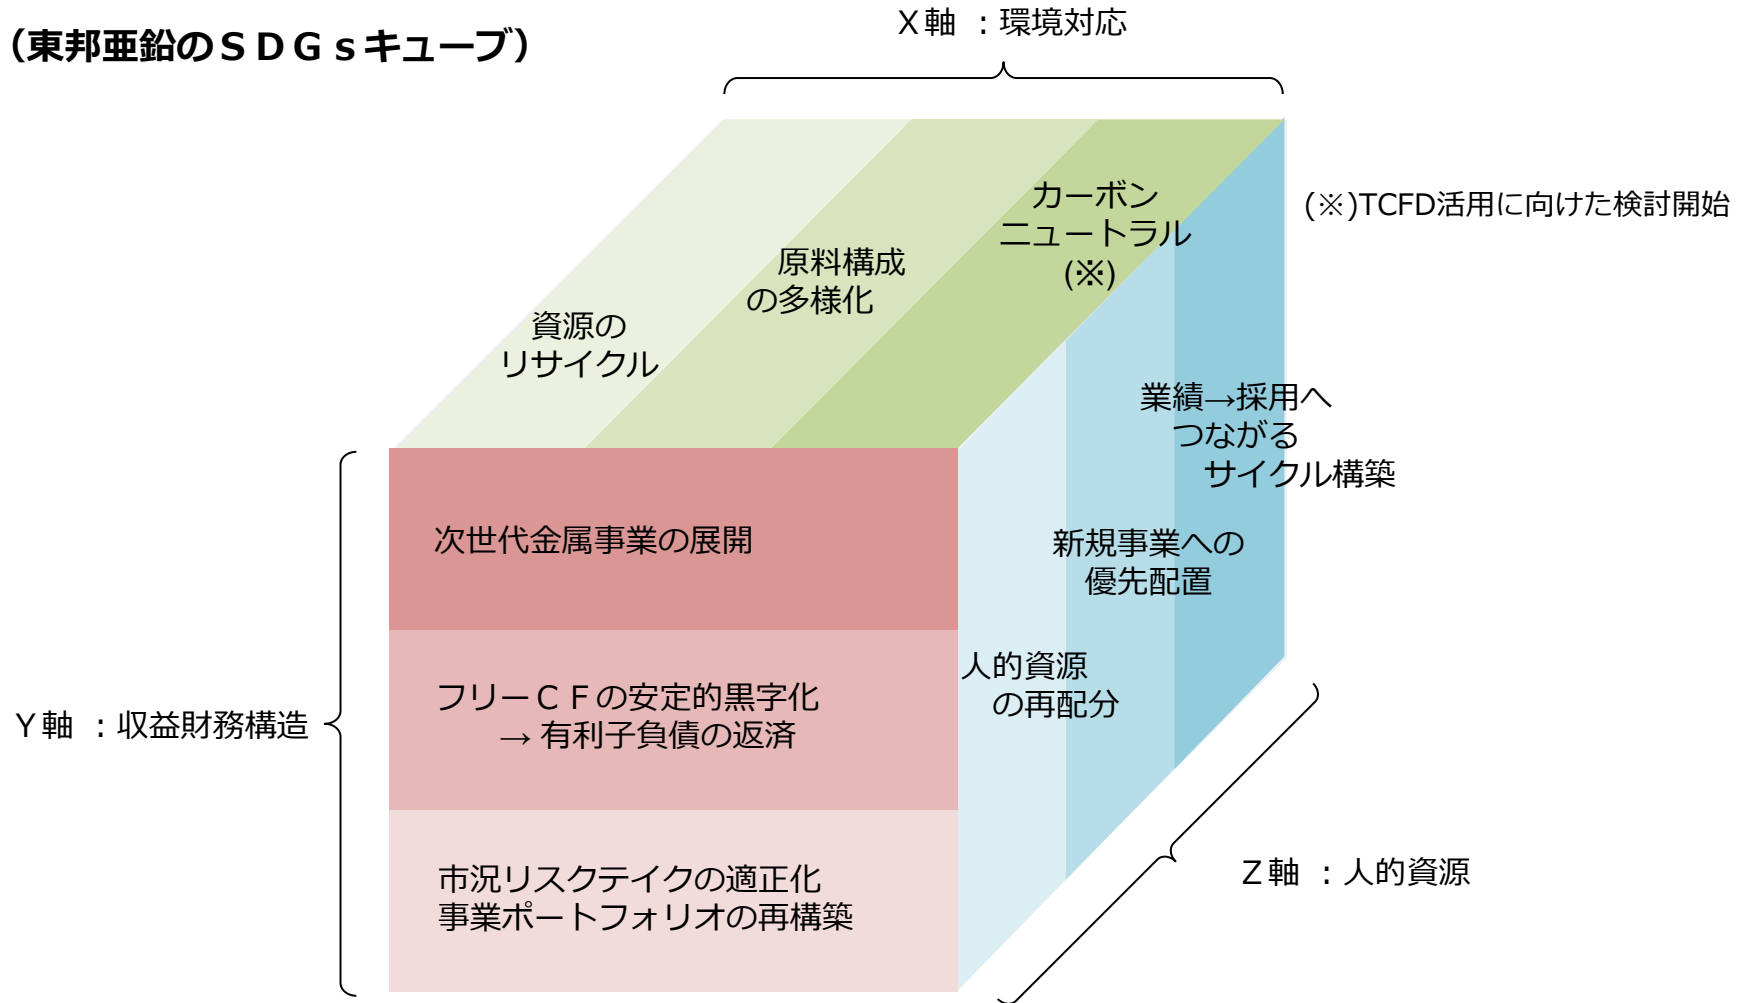 （東邦亜鉛のＳＤＧｓキューブ）
Ｘ軸 ：環境対応
(※)TCFD活用に向けた検討開始
カーボン
ニュートラル
(※)
原料構成
の多様化
資源の
リサイクル
業績→採用へ
つながる
サイクル構築
新規事業への
優先配置
人的資源
の再配分
次世代金属事業の展開
フリーＣＦの安定的黒字化
→ 有利子負債の返済
市況リスクテイクの適正化
事業ポートフォリオの再構築
Ｙ軸 ：収益財務構造
Ｚ軸 ：人的資源